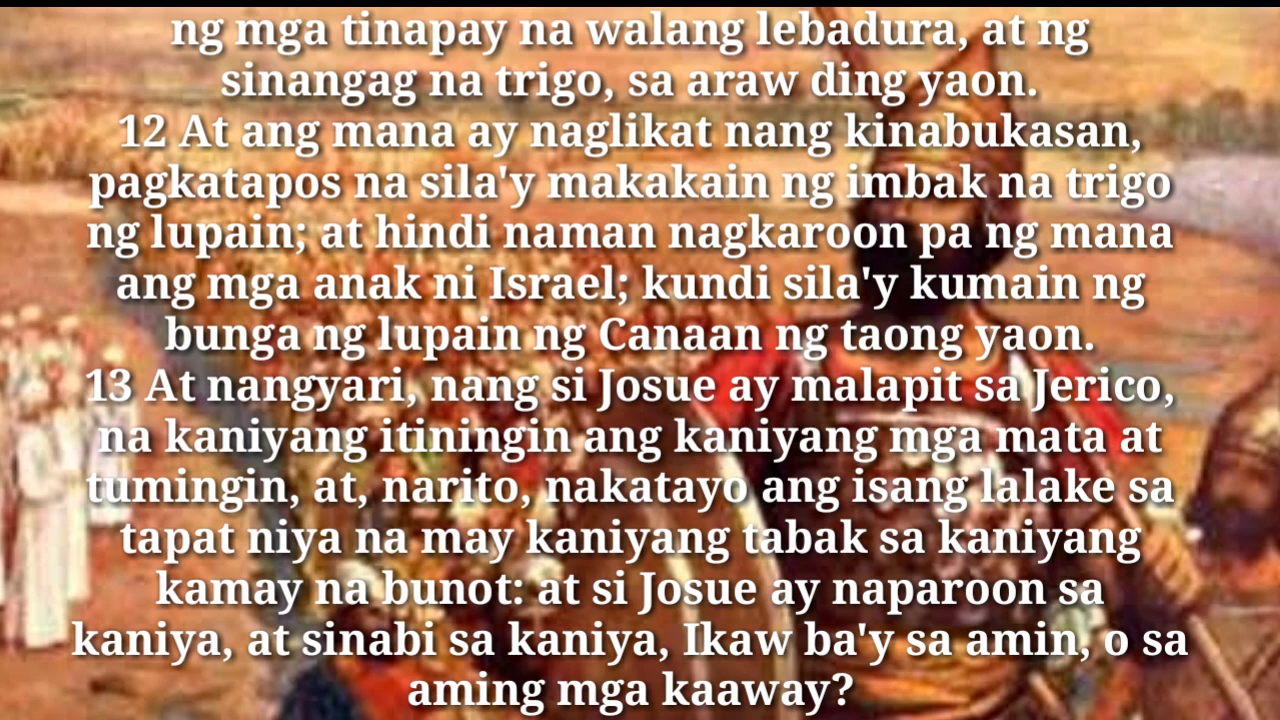 ng mga tinapay na walang lebadura, at ng
sinangag na trigo, sa araw ding yaon.
12 At ang mana ay naglikat nang kinabukasan,
pagkatapos na sila'y makakain ng imbak na trigo
ng lupain; at hindi naman nagkaroon pa ng mana
ang mga anak ni Israel; kundi sila'y kumain ng
bunga ng lupain ng Canaan ng taong yaon.
13 At nangyari, nang si Josue ay malapit sa Jerico,
na kaniyang itiningin ang kaniyang mga mata at
tumingin, at, narito, nakatayo ang isang lalake sa
tapat niya na may kaniyang tabak sa kaniyang
kamay na bunot: at si Josue ay naparoon sa
kaniya, at sinabi sa kaniya, Ikaw ba'y sa amin, o sa
aming mga kaaway?